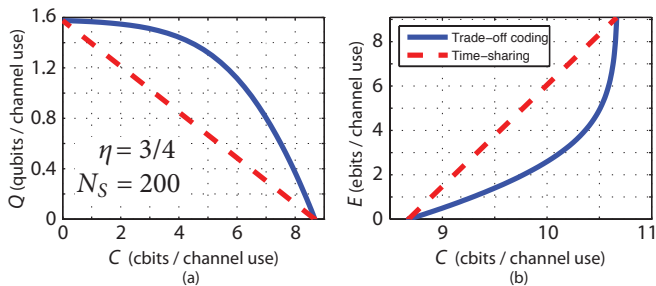 Q (qubits / channel use)
1.6
1.2
0.8
0.4
0
η = 3/4
N_S = 200
0 2 4 6 8
C (cbits / channel use)
(a)
E (ebits / channel use)
8
6
4
2
0
Trade-off coding
Time-sharing
9 10 11
C (cbits / channel use)
(b)